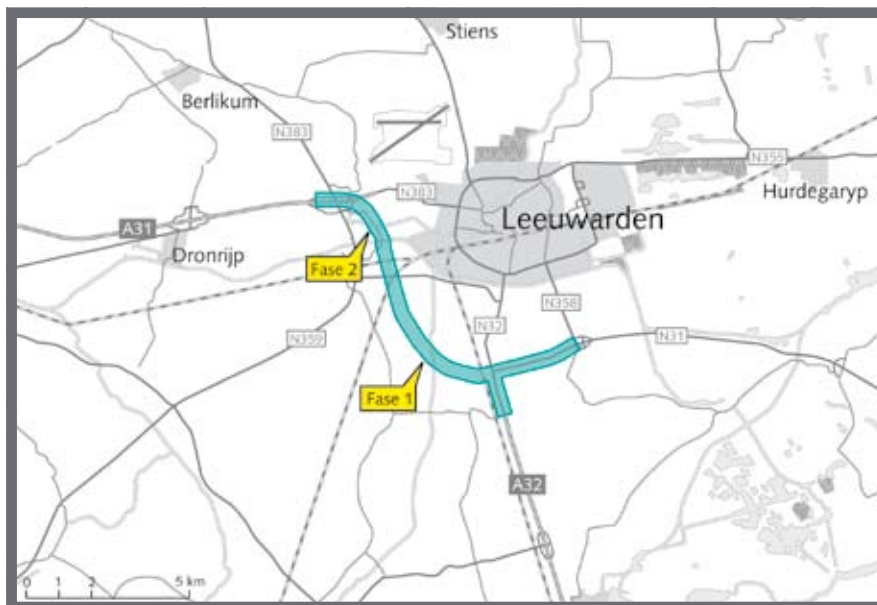 Stiens
Berlikum
N383
N355
Hurdegaryp
N383
Leeuwarden
A31
Dronrijp
Fase 2
N358
N32
N31
N359
Fase 1
A32
0 1 2 5 km